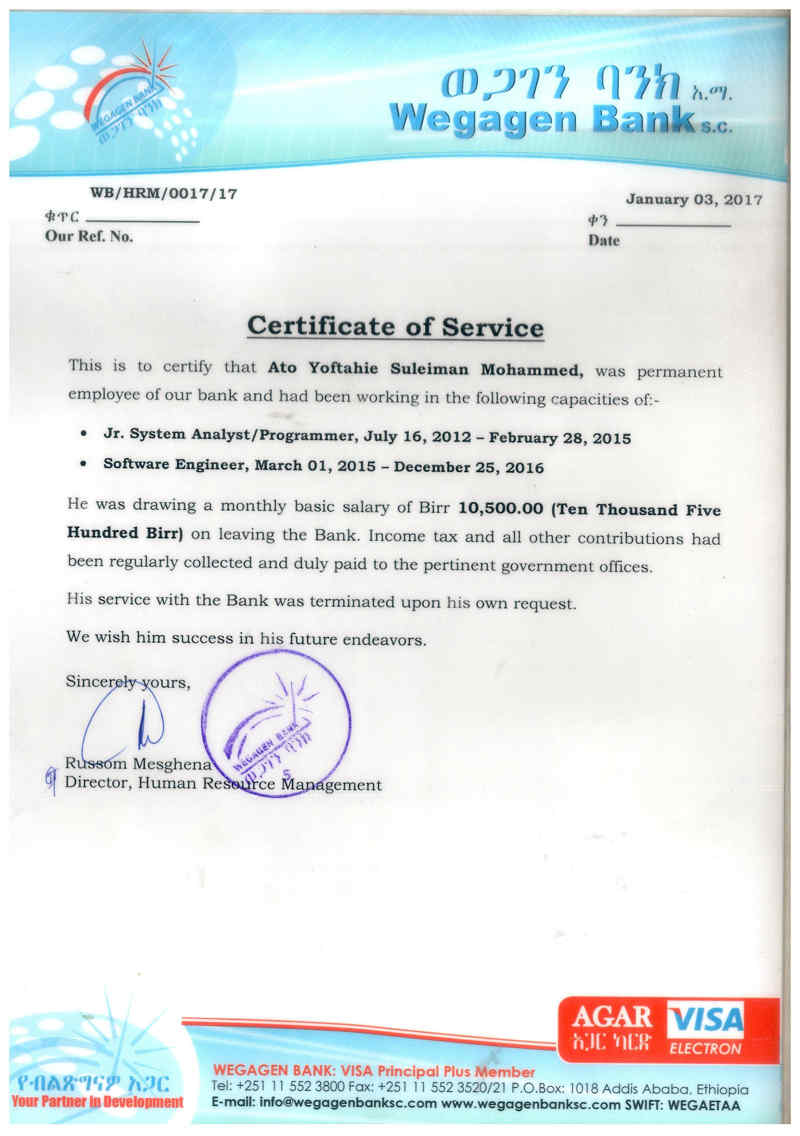 WEGAGEN BANK
ወጋገን ባንክ
ወጋገን ባንክ አ.ማ.
Wegagen Bank s.c.
WB/HRM/0017/17
January 03, 2017
ቁጥር
ቀን
Our Ref. No.
Date
Certificate of Service
This is to certify that Ato Yoftahie Suleiman Mohammed, was permanent
employee of our bank and had been working in the following capacities of:-
• Jr. System Analyst/Programmer, July 16, 2012 – February 28, 2015
• Software Engineer, March 01, 2015 – December 25, 2016
He was drawing a monthly basic salary of Birr 10,500.00 (Ten Thousand Five
Hundred Birr) on leaving the Bank. Income tax and all other contributions had
been regularly collected and duly paid to the pertinent government offices.
His service with the Bank was terminated upon his own request.
We wish him success in his future endeavors.
Sincerely yours,
WEGAGEN BANK
ወጋገን ባንክ
5
Russom Mesghena
Director, Human Resource Management
AGAR
አጋር ካርድ
VISA
ELECTRON
የብልጽግናዎ አጋር
Your Partner in Development
WEGAGEN BANK: VISA Principal Plus Member
Tel: +251 11 552 3800 Fax: +251 11 552 3520/21 P.O.Box: 1018 Addis Ababa, Ethiopia
E-mail: info@wegagenbanksc.com www.wegagenbanksc.com SWIFT: WEGAETAA